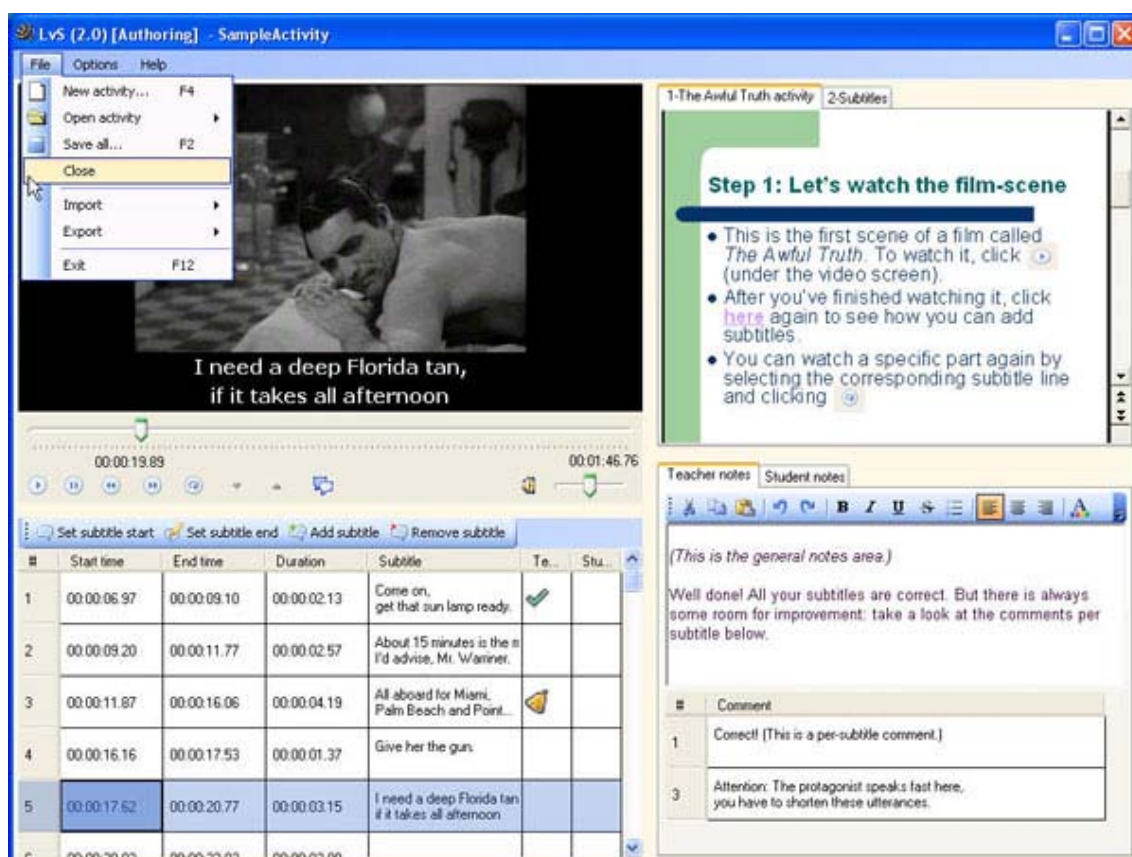 LvS (2.0) [Authoring] - SampleActivity
File Options Help
New activity... F4
Open activity
Save all... F2
Close
Import
Export
Exit F12
I need a deep Florida tan,
if it takes all afternoon
00:00:19.89 00:01:46.76
Set subtitle start Set subtitle end Add subtitle Remove subtitle
# Start time End time Duration Subtitle Te... Stu...
1 00:00:06.97 00:00:09.10 00:00:02.13 Come on,
get that sun lamp ready.
2 00:00:09.20 00:00:11.77 00:00:02.57 About 15 minutes is the m
I'd advise, Mr. Warriner.
3 00:00:11.87 00:00:16.06 00:00:04.19 All aboard for Miami,
Palm Beach and Point...
4 00:00:16.16 00:00:17.53 00:00:01.37 Give her the gun.
5 00:00:17.62 00:00:20.77 00:00:03.15 I need a deep Florida tan
if it takes all afternoon
1-The Awful Truth activity 2-Subtitles
Step 1: Let's watch the film-scene
• This is the first scene of a film called
The Awful Truth. To watch it, click
(under the video screen).
• After you've finished watching it, click
here again to see how you can add
subtitles.
• You can watch a specific part again by
selecting the corresponding subtitle line
and clicking
Teacher notes Student notes
B I U S A
(This is the general notes area.)
Well done! All your subtitles are correct. But there is always
some room for improvement: take a look at the comments per
subtitle below.
# Comment
1 Correct! (This is a per-subtitle comment.)
3 Attention: The protagonist speaks fast here,
you have to shorten these utterances.